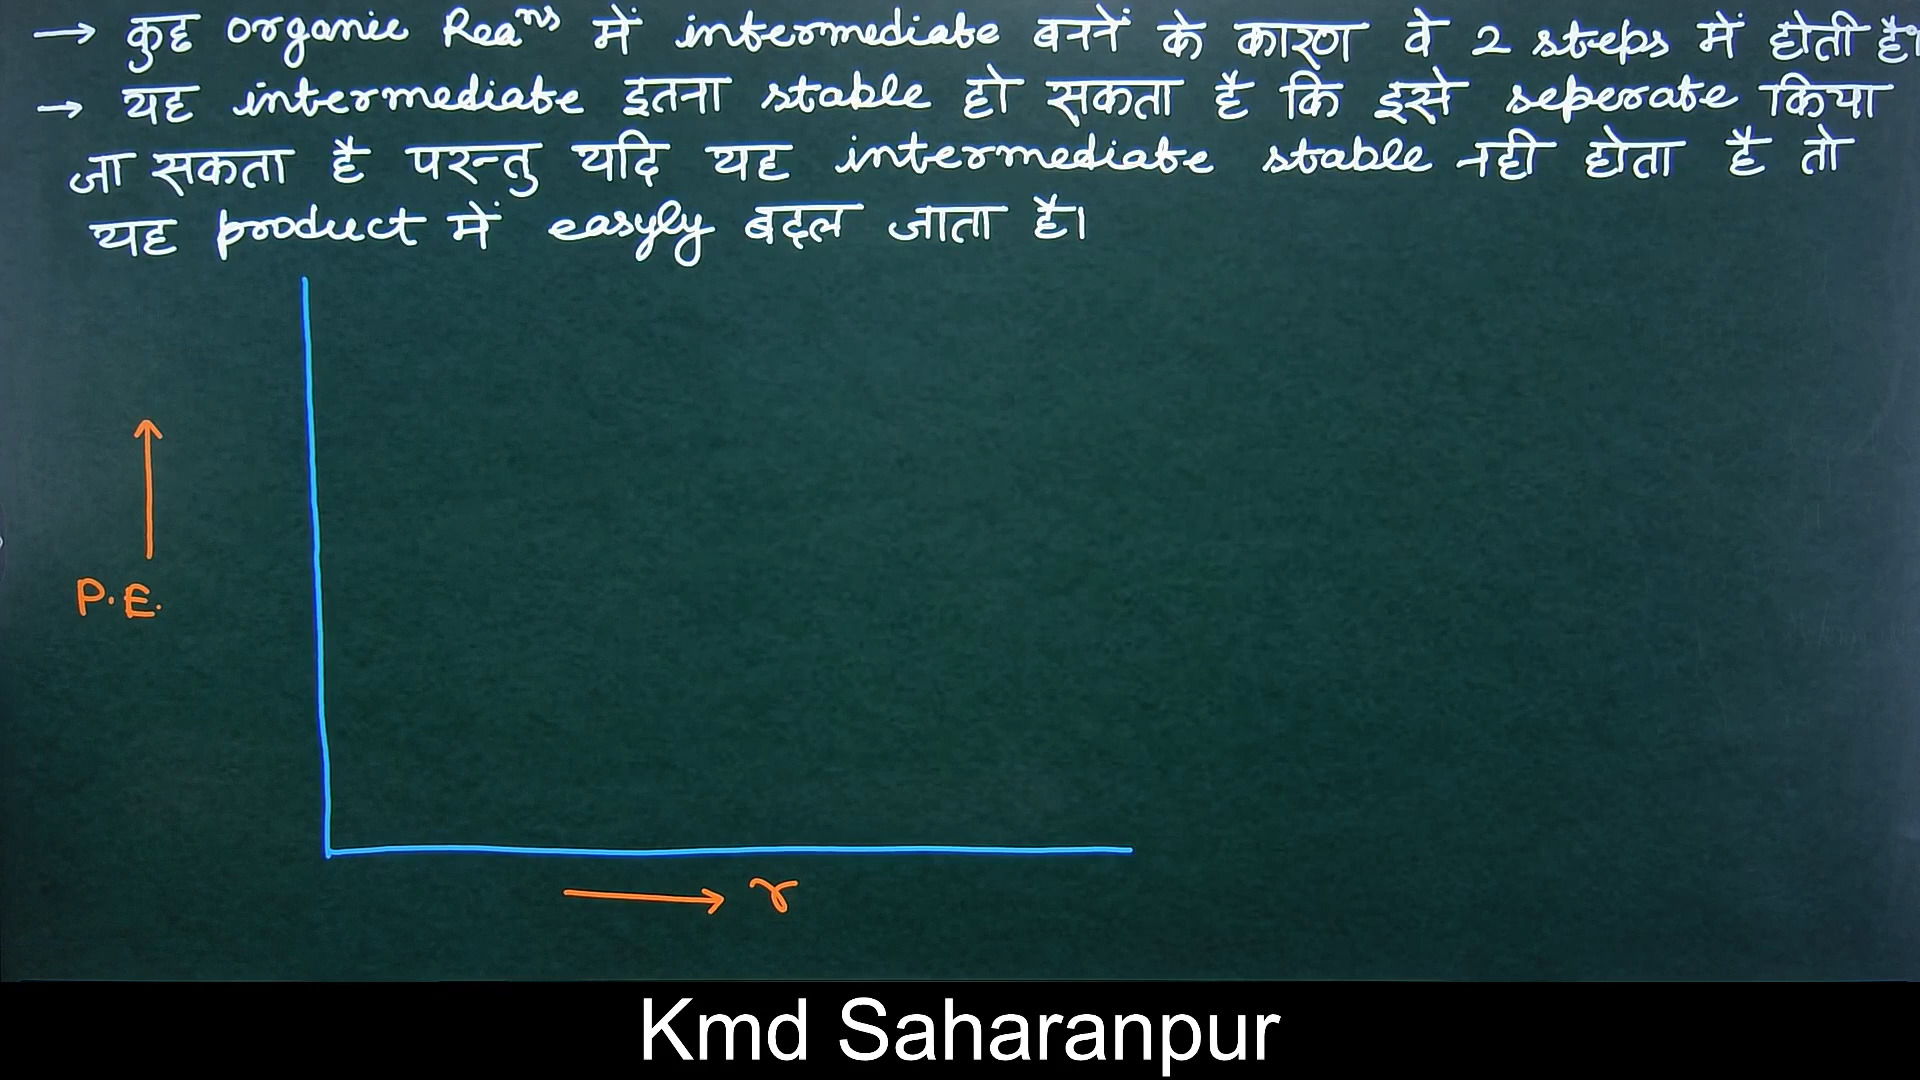 → कुछ organic Reaⁿˢ में intermediate बननें के कारण वे 2 steps में होती है।
→ यह intermediate इतना stable हो सकता है कि इसे seperate किया
जा सकता है परन्तु यदि यह intermediate stable नही होता है तो
यह product में easyly बदल जाता है।
P.E.
→ r
Kmd Saharanpur